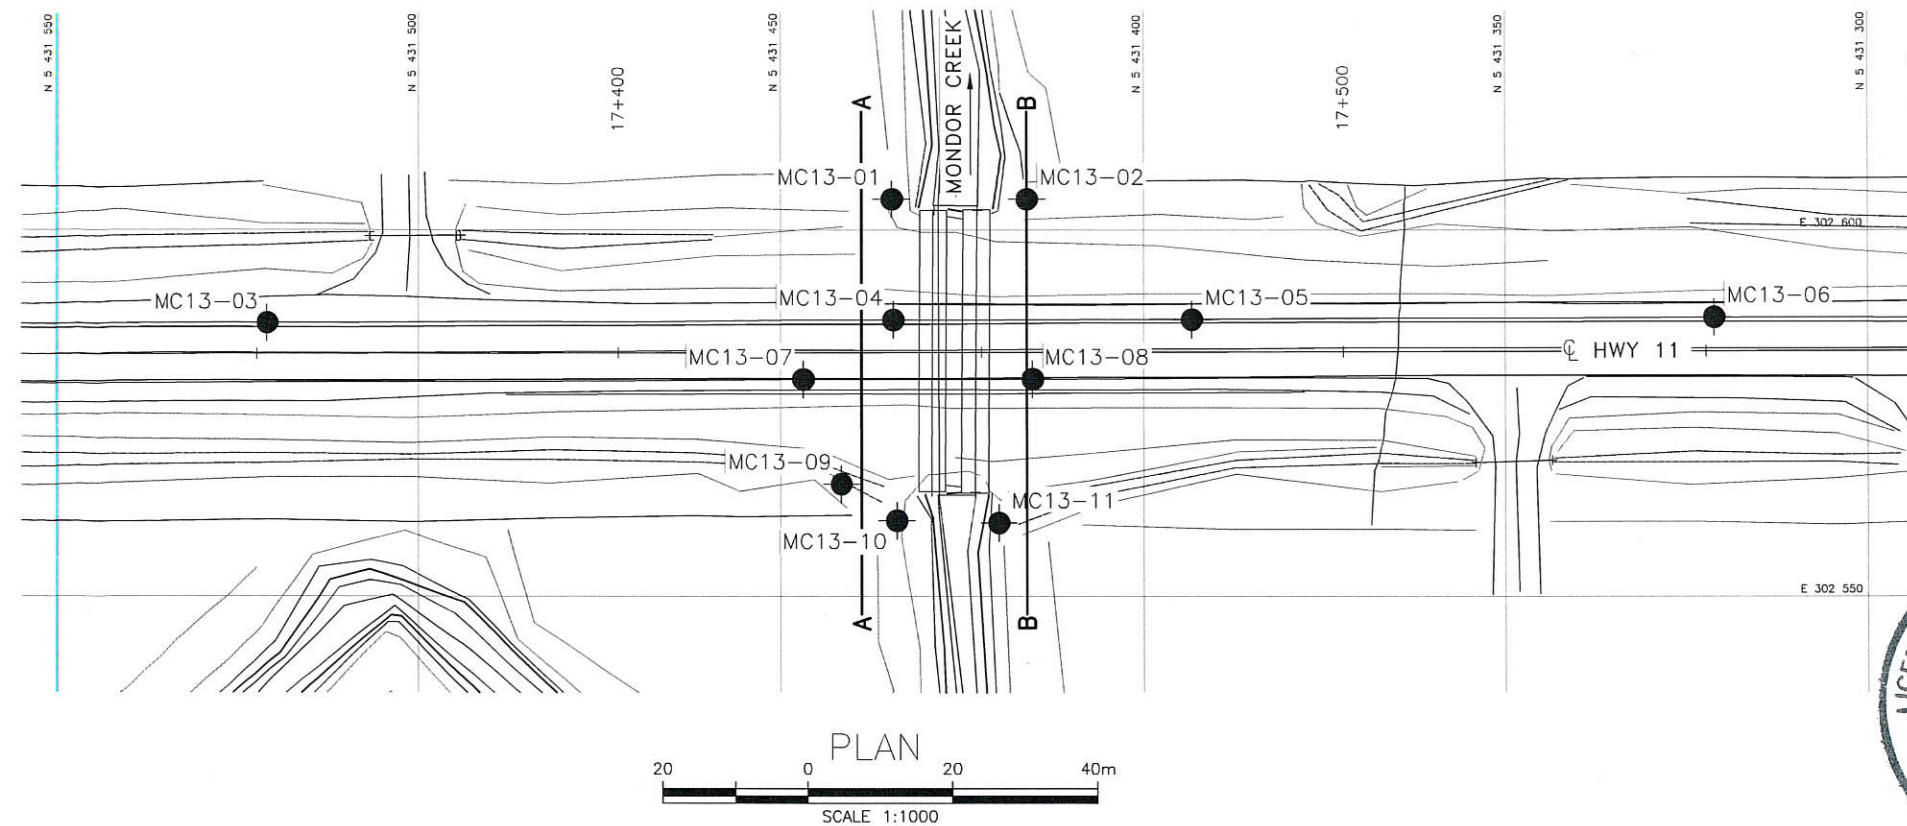 N 5 431 550
N 5 431 500
N 5 431 450
N 5 431 400
N 5 431 350
N 5 431 300
17+400
17+500
MONDOR CREEK
A
B
MC13-01
MC13-02
E 302 600
MC13-03
MC13-04
MC13-05
MC13-06
MC13-07
MC13-08
℄ HWY 11
MC13-09
MC13-10
MC13-11
E 302 550
A
B
PLAN
20 0 20 40m
SCALE 1:1000